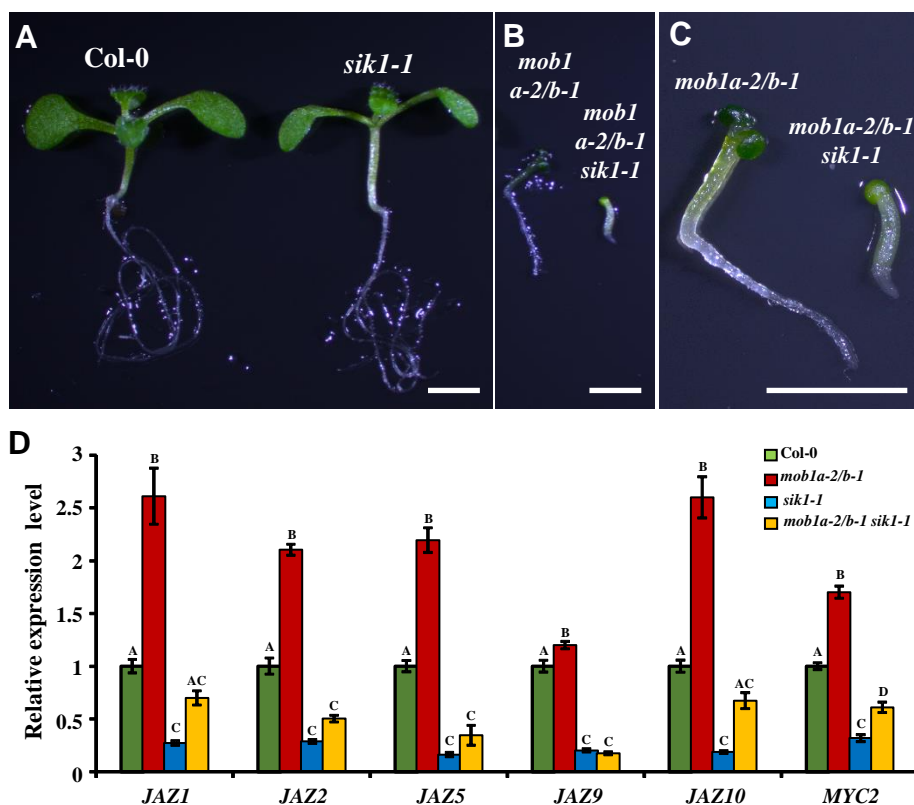 A
Col-0
sik1-1
B
mob1
a-2/b-1
mob1
a-2/b-1
sik1-1
C
mob1a-2/b-1
mob1a-2/b-1
sik1-1
D
Relative expression level
3
2.5
2
1.5
1
0.5
0
Col-0
mob1a-2/b-1
sik1-1
mob1a-2/b-1 sik1-1
A B C AC
A B C C
A B C C
A B C C
A B C AC
A B C D
JAZ1 JAZ2 JAZ5 JAZ9 JAZ10 MYC2